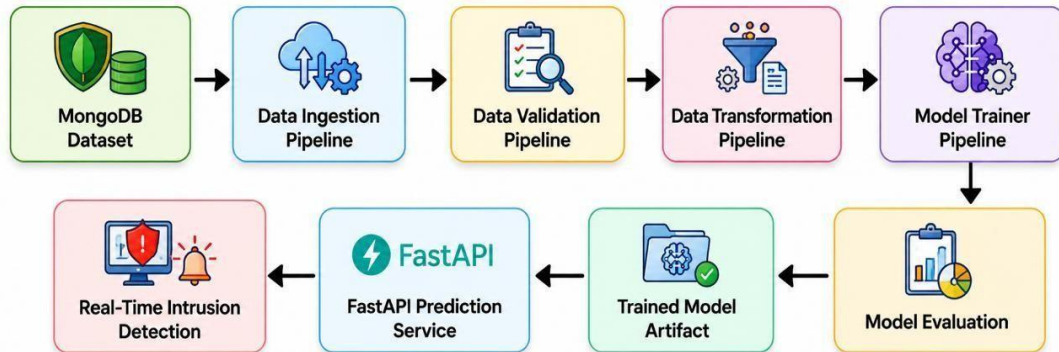 MongoDB
Dataset
Data Ingestion
Pipeline
Data Validation
Pipeline
Data Transformation
Pipeline
Model Trainer
Pipeline
Real-Time Intrusion
Detection
FastAPI
FastAPI Prediction
Service
Trained Model
Artifact
Model Evaluation